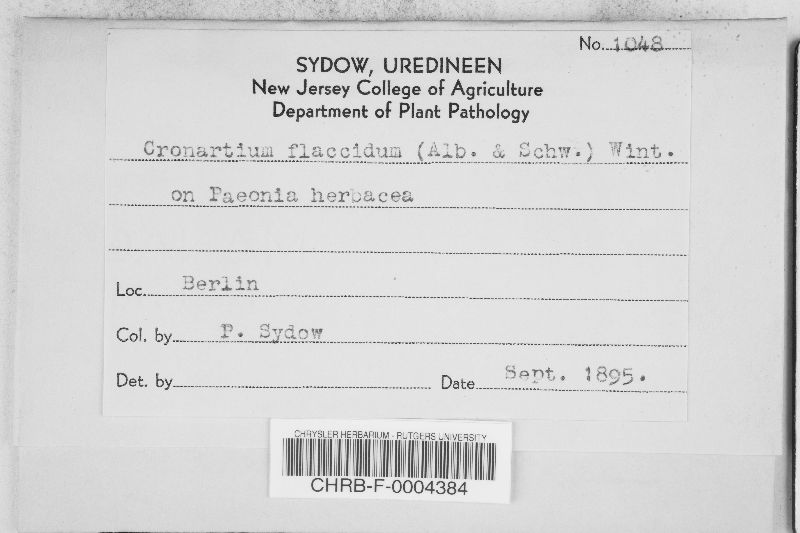 No. 1048
SYDOW, UREDINEEN
New Jersey College of Agriculture
Department of Plant Pathology
Cronartium flaccidum (Alb. & Schw.) Wint.
on Paeonia herbacea
Loc. Berlin
Col. by P. Sydow
Det. by
Date Sept. 1895.
CHRYSLER HERBARIUM - RUTGERS UNIVERSITY
CHRB-F-0004384